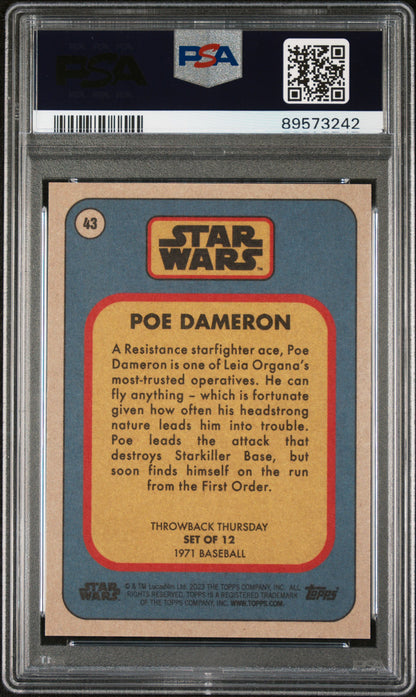 PSA
PSA
89573242
43
STAR
WARS™
POE DAMERON
A Resistance starfighter ace, Poe
Dameron is one of Leia Organa's
most-trusted operatives. He can
fly anything – which is fortunate
given how often his headstrong
nature leads him into trouble.
Poe leads the attack that
destroys Starkiller Base, but
soon finds himself on the run
from the First Order.
THROWBACK THURSDAY
SET OF 12
1971 BASEBALL
STAR
WARS
© & TM Lucasfilm Ltd. 2023 THE TOPPS COMPANY, INC. ALL
RIGHTS RESERVED. TOPPS IS A REGISTERED TRADEMARK
OF THE TOPPS COMPANY, INC. WWW.TOPPS.COM.
TOPPS